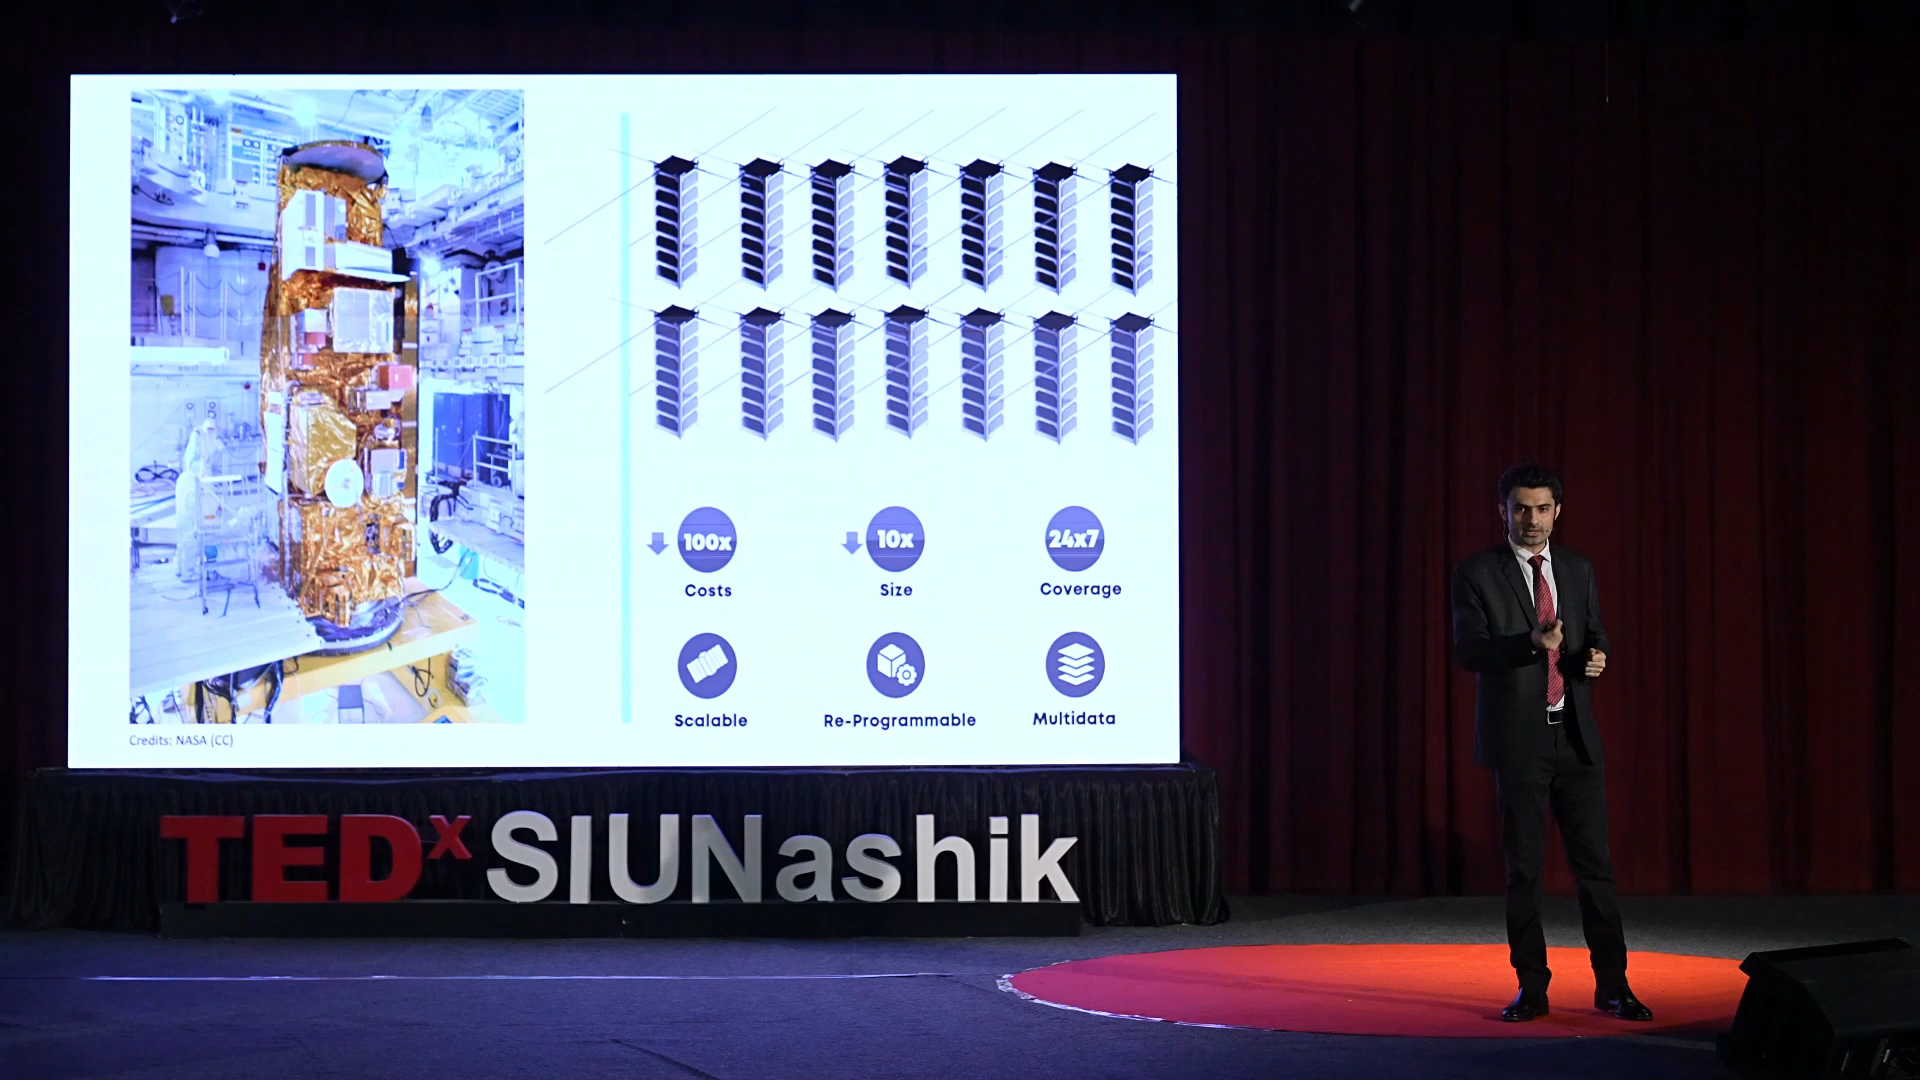 100x
10x
24x7
Costs
Size
Coverage
Scalable
Re-Programmable
Multidata
Credits: NASA (CC)
TEDx SIUNashik